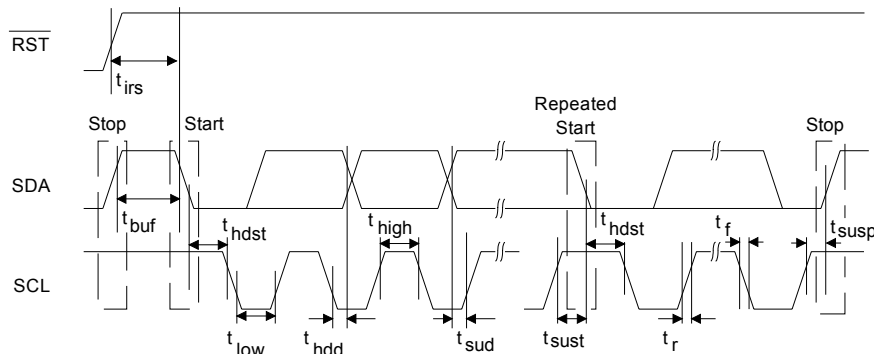 RST
t irs
Repeated
Stop Start Start Stop
SDA
t buf t hdst t high t hdst t f t susp
SCL
t low t hdd t sud t sust t r